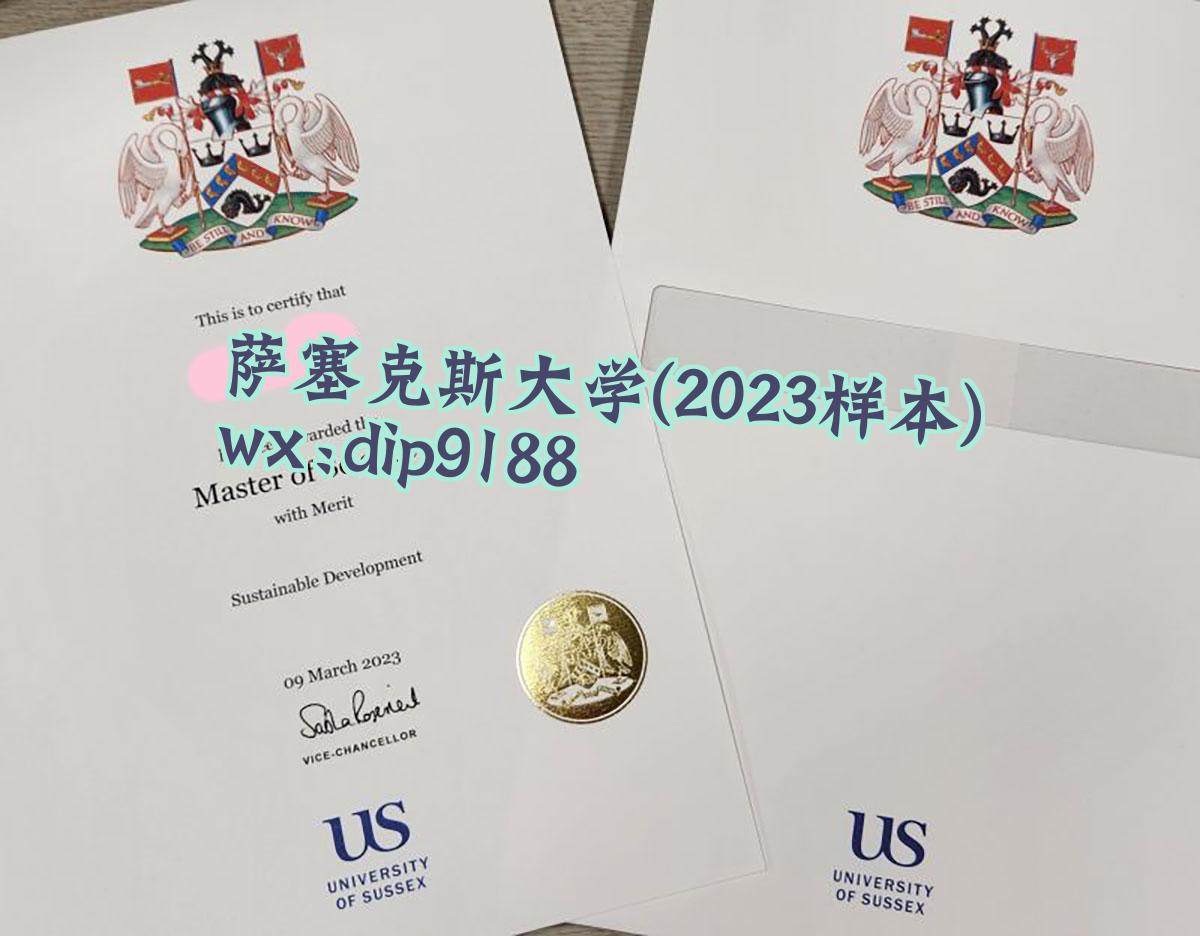 BE STILL AND KNOW
This is to certify that
萨塞克斯大学(2023样本)
wx:dip9188
Master of
with Merit
Sustainable Development
09 March 2023
VICE-CHANCELLOR
US
UNIVERSITY
OF SUSSEX
BE STILL AND KNOW
US
UNIVERSITY
OF SUSSEX